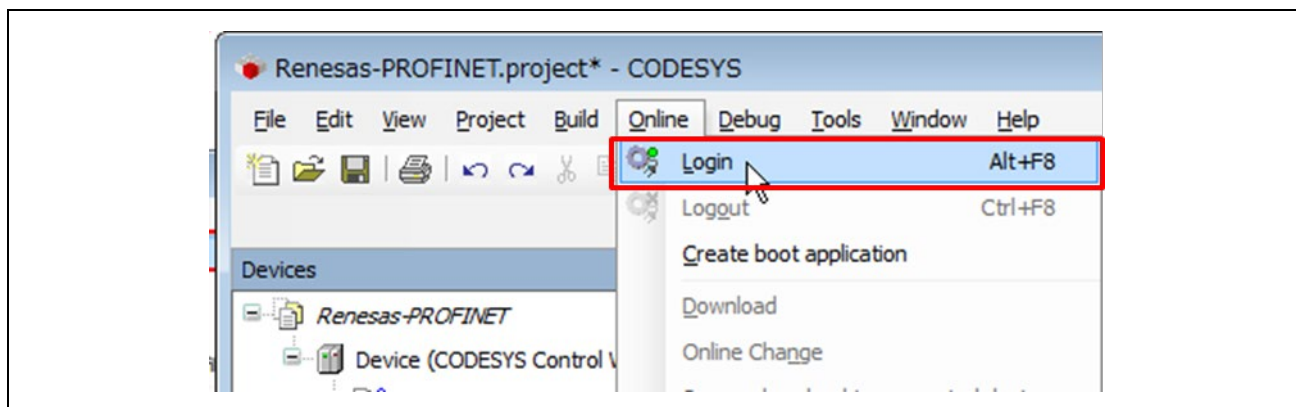 Renesas-PROFINET.project* - CODESYS
File Edit View Project Build Online Debug Tools Window Help
Login Alt+F8
Logout Ctrl+F8
Create boot application
Devices
Download
Renesas-PROFINET
Online Change
Device (CODESYS Control